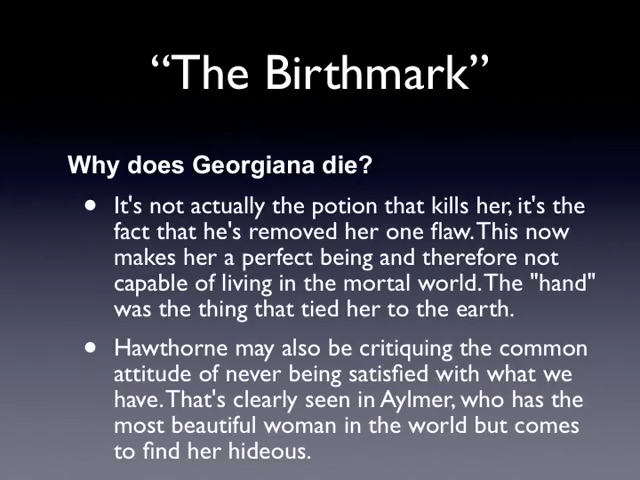 “The Birthmark”
Why does Georgiana die?
• It's not actually the potion that kills her, it's the
fact that he's removed her one flaw. This now
makes her a perfect being and therefore not
capable of living in the mortal world. The "hand"
was the thing that tied her to the earth.
• Hawthorne may also be critiquing the common
attitude of never being satisfied with what we
have. That's clearly seen in Aylmer, who has the
most beautiful woman in the world but comes
to find her hideous.